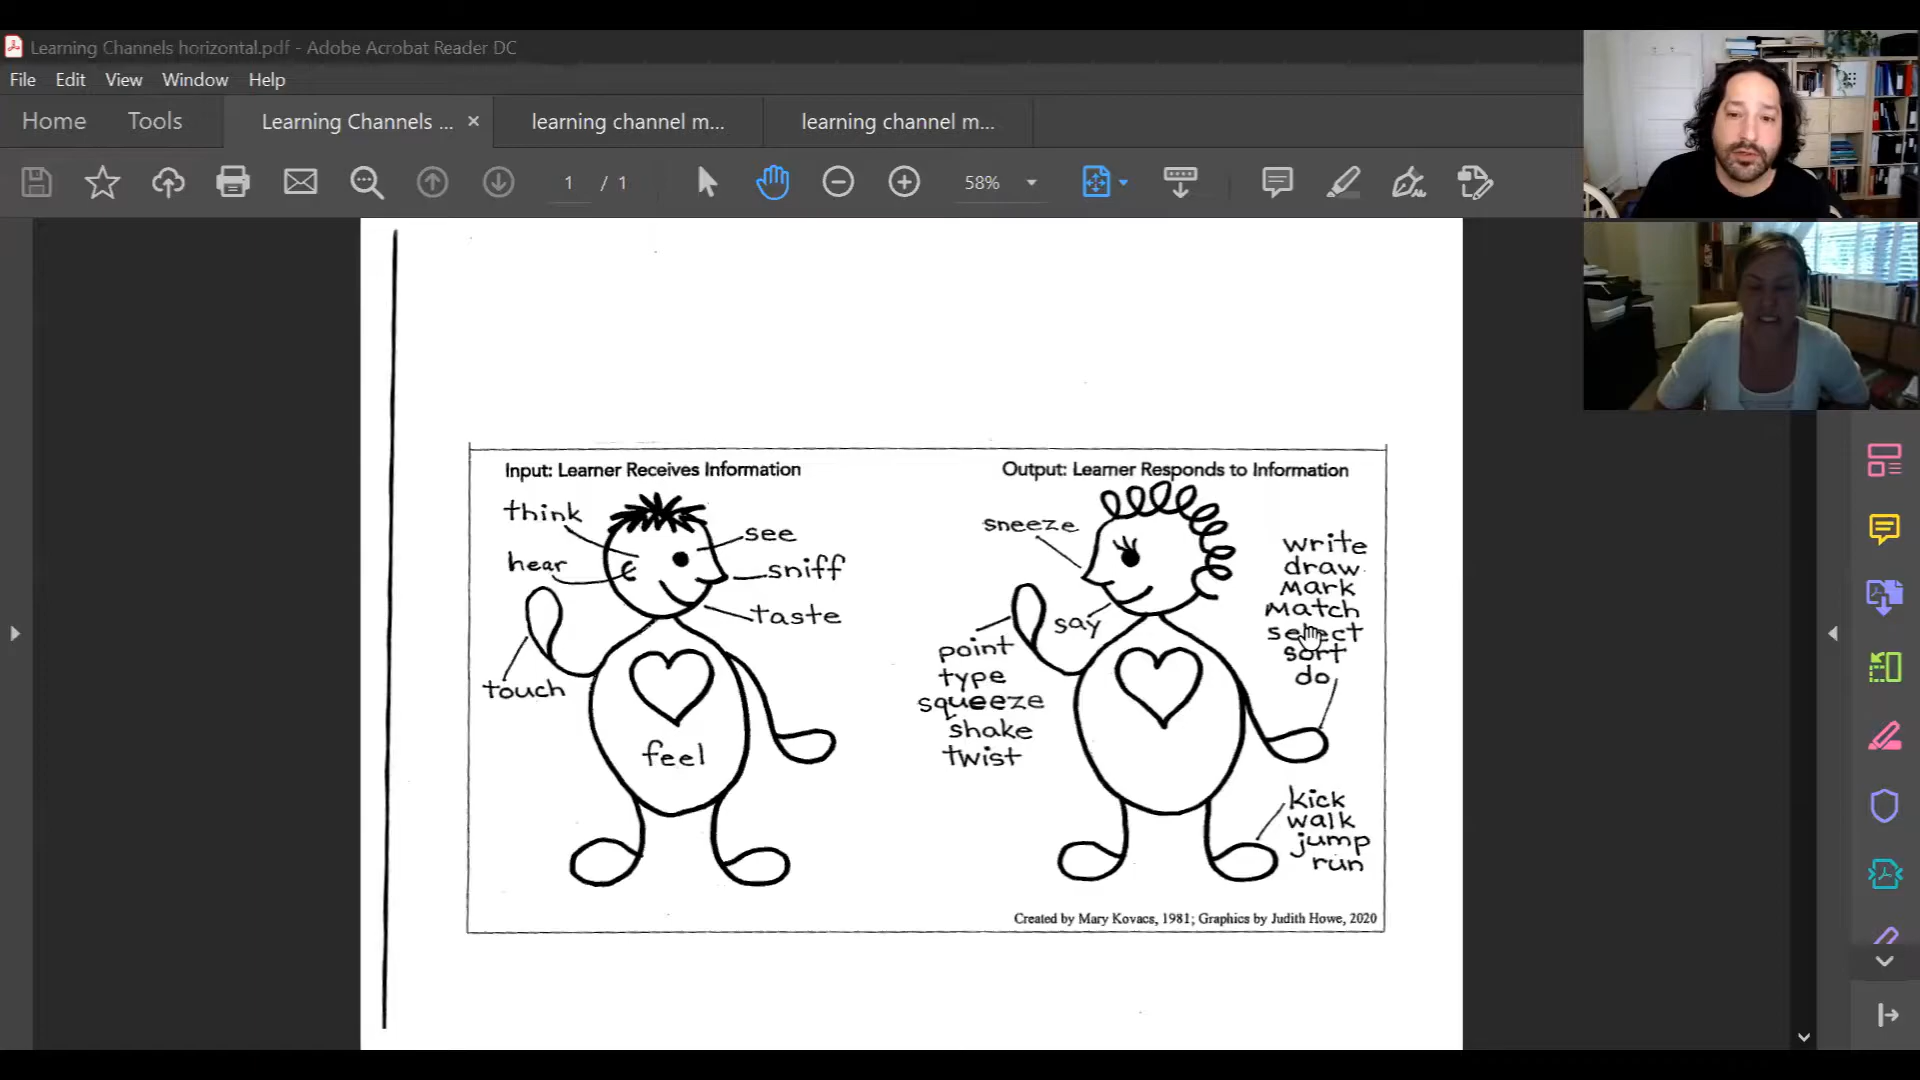 Learning Channels horizontal.pdf - Adobe Acrobat Reader DC
File Edit View Window Help
Home Tools Learning Channels ... learning channel m... learning channel m...
1 / 1 58%
Input: Learner Receives Information
think
hear
see
sniff
taste
touch
feel
Output: Learner Responds to Information
sneeze
say
point
type
squeeze
shake
twist
write
draw
mark
match
select
sort
do
kick
walk
jump
run
Created by Mary Kovacs, 1981; Graphics by Judith Howe, 2020